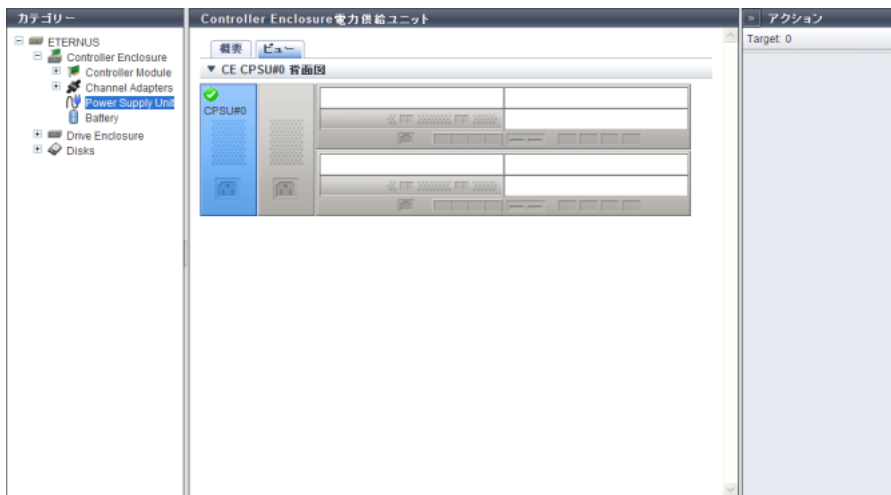 カテゴリー
ETERNUS
Controller Enclosure
Controller Module
Channel Adapters
Power Supply Unit
Battery
Drive Enclosure
Disks
Controller Enclosure電力供給ユニット
概要 ビュー
▼ CE CPSU#0 背面図
CPSU#0
» アクション
Target: 0